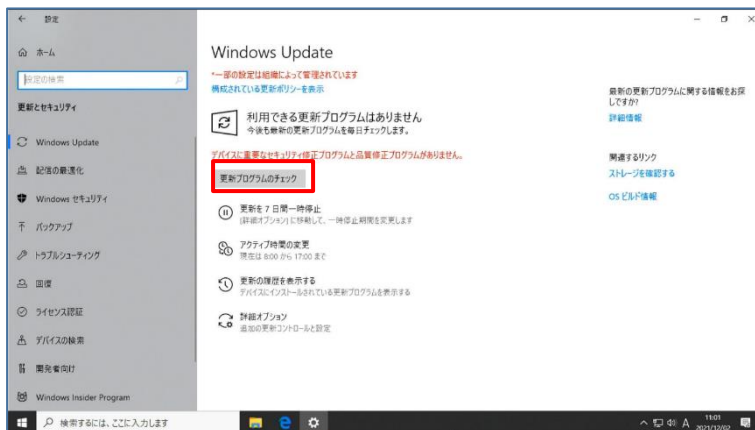 設定
ホーム
設定の検索
更新とセキュリティ
Windows Update
配信の最適化
Windows セキュリティ
バックアップ
トラブルシューティング
回復
ライセンス認証
デバイスの検索
開発者向け
Windows Insider Program
Windows Update
*一部の設定は組織によって管理されています
構成されている更新ポリシーを表示
利用できる更新プログラムはありません
今後も最新の更新プログラムを毎日チェックします。
デバイスに重要なセキュリティ修正プログラムと品質修正プログラムがありません。
更新プログラムのチェック
更新を 7 日間一時停止
[詳細オプション] に移動して、一時停止期間を変更します
アクティブ時間の変更
現在は 8:00 から 17:00 まで
更新の履歴を表示する
デバイスにインストールされている更新プログラムを表示する
詳細オプション
追加の更新コントロールと設定
最新の更新プログラムに関する情報をお探
しですか?
詳細情報
関連するリンク
ストレージを確認する
OS ビルド情報
検索するには、ここに入力します
A
11:01
2021/12/02